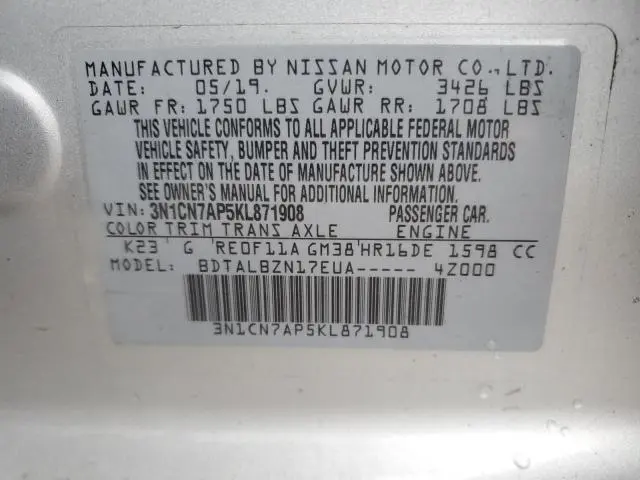 MANUFACTURED BY NISSAN MOTOR CO., LTD.
DATE: 05/19. GVWR: 3426 LBS
GAWR FR: 1750 LBS GAWR RR: 1708 LBS
THIS VEHICLE CONFORMS TO ALL APPLICABLE FEDERAL MOTOR
VEHICLE SAFETY, BUMPER AND THEFT PREVENTION STANDARDS
IN EFFECT ON THE DATE OF MANUFACTURE SHOWN ABOVE.
SEE OWNER'S MANUAL FOR ADDITIONAL INFORMATION.
VIN: 3N1CN7AP5KL871908 PASSENGER CAR.
COLOR TRIM TRANS AXLE ENGINE
K23 G RE0F11A GM38 HR16DE 1598 CC
MODEL: BDTALBZN17EUA----- 4Z000
3N1CN7AP5KL871908